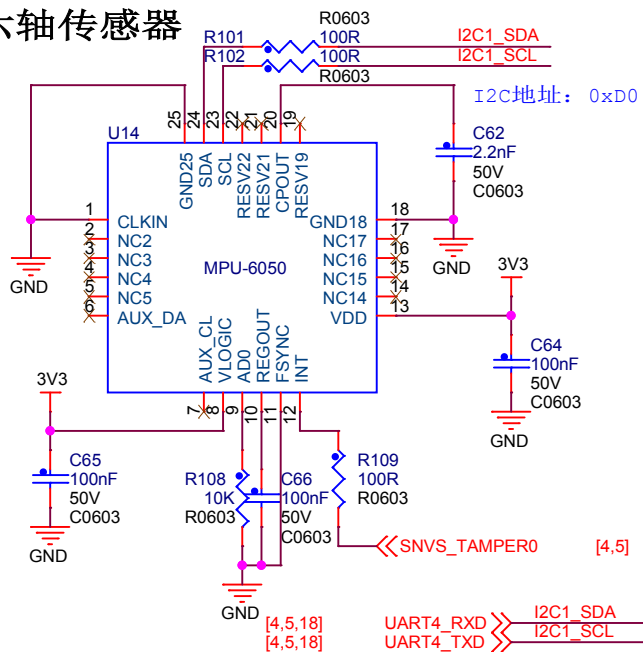 六轴传感器
R0603
R101
100R
I2C1_SDA
R102
100R
I2C1_SCL
R0603
I2C地址：0xD0
25
24
23
22
21
20
19
U14
GND25
SDA
SCL
RESV22
RESV21
CPOUT
RESV19
C62
2.2nF
50V
C0603
GND
1
CLKIN
2
NC2
3
NC3
4
NC4
5
NC5
6
AUX_DA
GND
MPU-6050
18
GND18
17
NC17
16
NC16
15
NC15
14
NC14
13
VDD
3V3
C64
100nF
50V
C0603
GND
AUX_CL
VLOGIC
AD0
REGOUT
FSYNC
INT
7
8
9
10
11
12
3V3
C65
100nF
50V
C0603
GND
R108
10K
R0603
C66
100nF
50V
C0603
GND
R109
100R
R0603
SNVS_TAMPER0
[4,5]
[4,5,18]
UART4_RXD
I2C1_SDA
[4,5,18]
UART4_TXD
I2C1_SCL